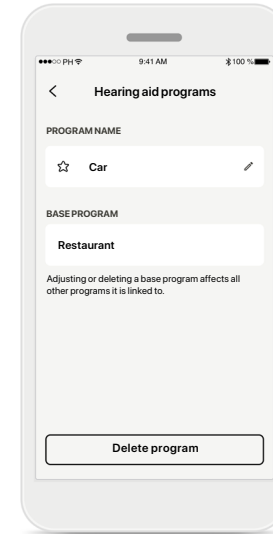 ●●●○○ PH 9:41 AM 100 %
Hearing aid programs
PROGRAM NAME
Car
BASE PROGRAM
Restaurant
Adjusting or deleting a base program affects all
other programs it is linked to.
Delete program